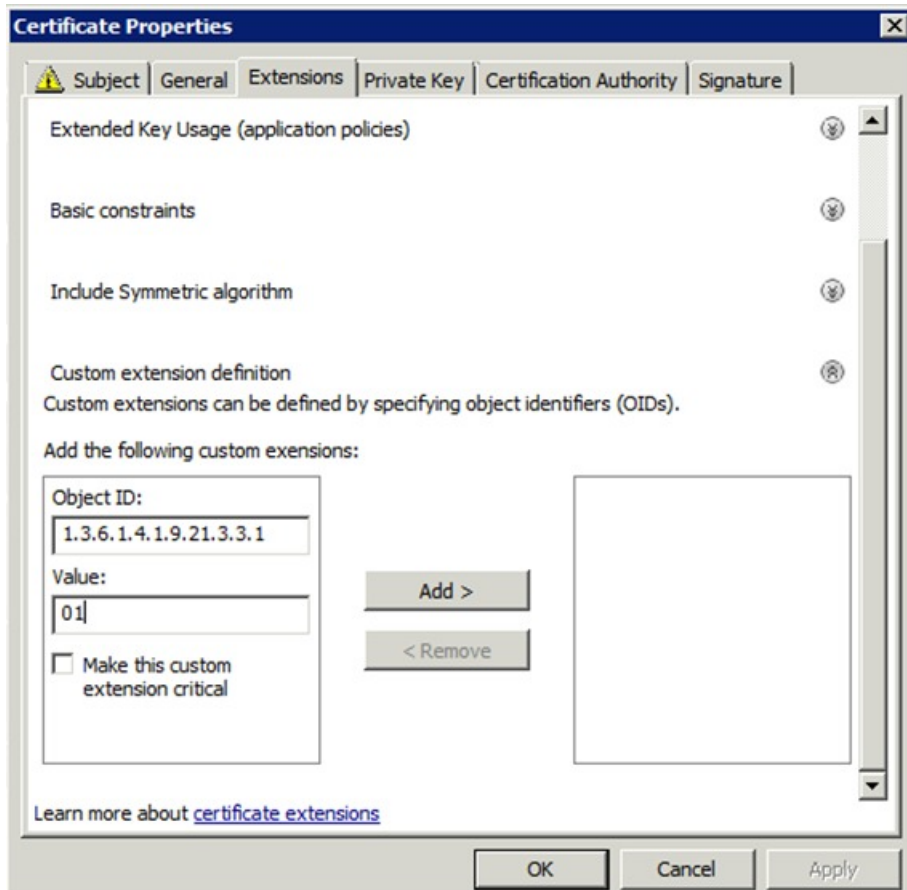 Certificate Properties
Subject
General
Extensions
Private Key
Certification Authority
Signature
Extended Key Usage (application policies)
Basic constraints
Include Symmetric algorithm
Custom extension definition
Custom extensions can be defined by specifying object identifiers (OIDs).
Add the following custom exensions:
Object ID:
1.3.6.1.4.1.9.21.3.3.1
Value:
01
Make this custom
extension critical
Add >
< Remove
Learn more about certificate extensions
OK
Cancel
Apply